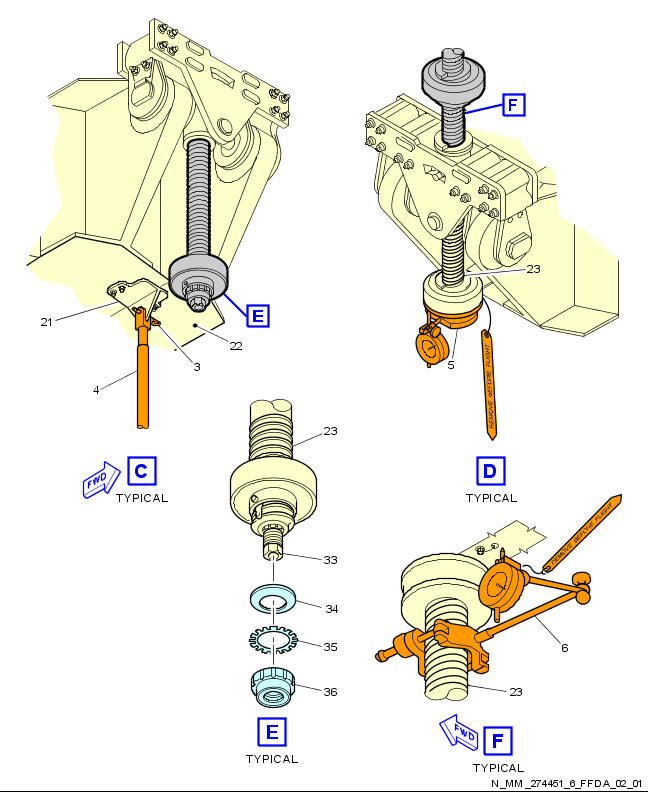 F
23
21
E
22
3
4
5
REMOVE BEFORE FLIGHT
C
FWD
TYPICAL
D
TYPICAL
23
33
34
35
36
E
TYPICAL
REMOVE BEFORE FLIGHT
6
23
FWD
F
TYPICAL
N_MM_274451_6_FFDA_02_01